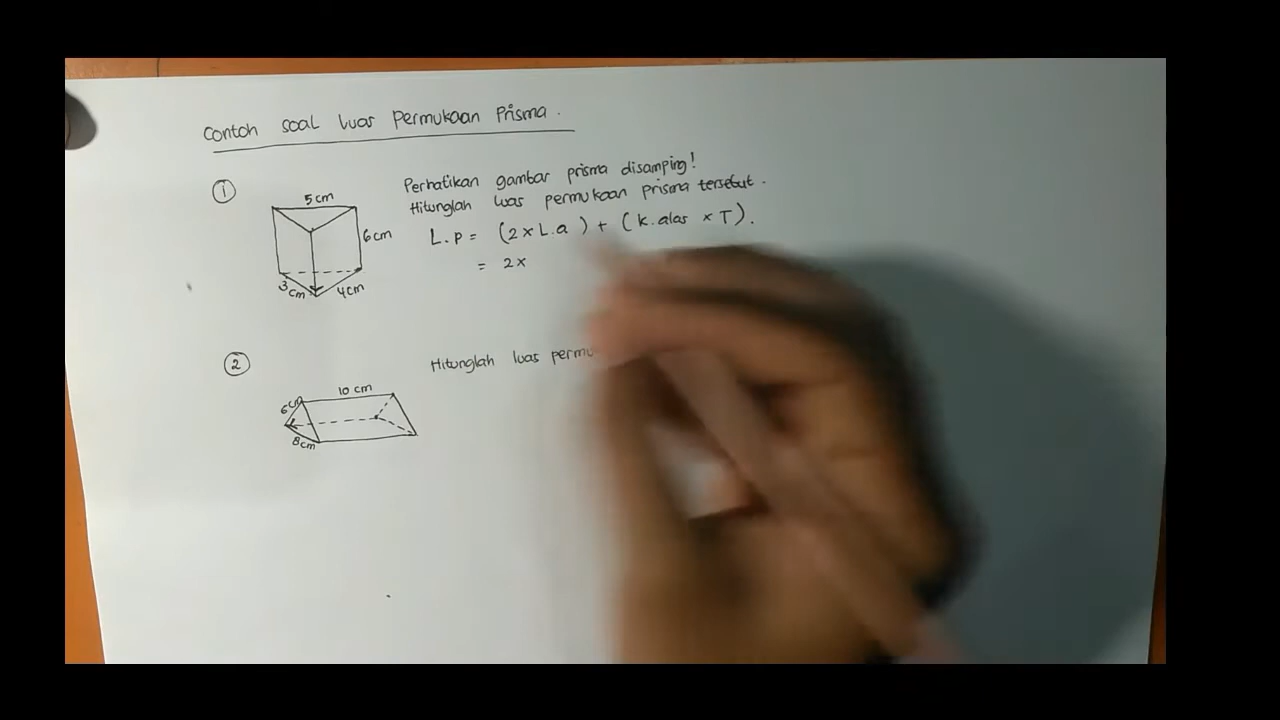 Contoh soal luas Permukaan Prisma.
1
5 cm
6 cm
3 cm
4 cm
Perhatikan gambar prisma disamping!
Hitunglah luas permukaan prisma tersebut.
L.P = (2 x L.a) + (k.alas x T).
= 2x
2
10 cm
6 cm
8 cm
Hitunglah luas